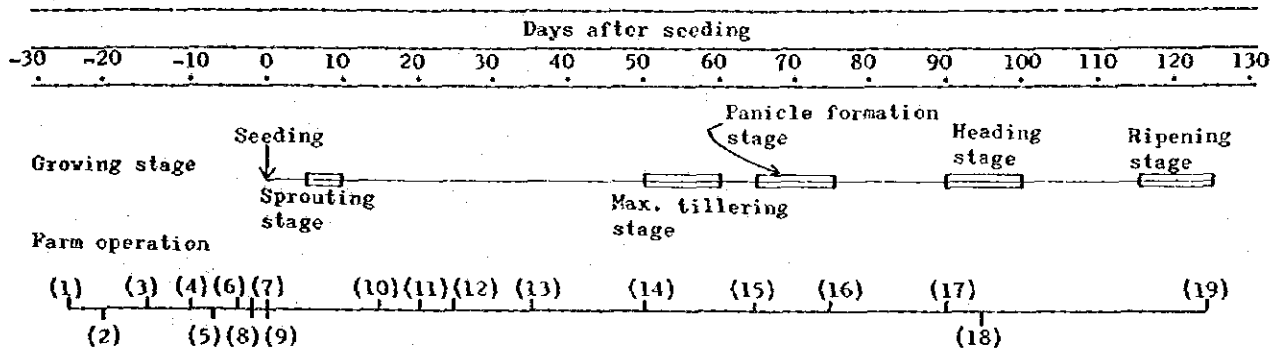 Days after seeding
-30 -20 -10 0 10 20 30 40 50 60 70 80 90 100 110 120 130
Panicle formation
stage
Seeding
Heading
stage
Ripening
stage
Growing stage
Sprouting
stage
Max. tillering
stage
Farm operation
(1) (3) (4) (6) (7) (10) (11) (12) (13) (14) (15) (16) (17) (19)
(2) (5) (8) (9) (18)